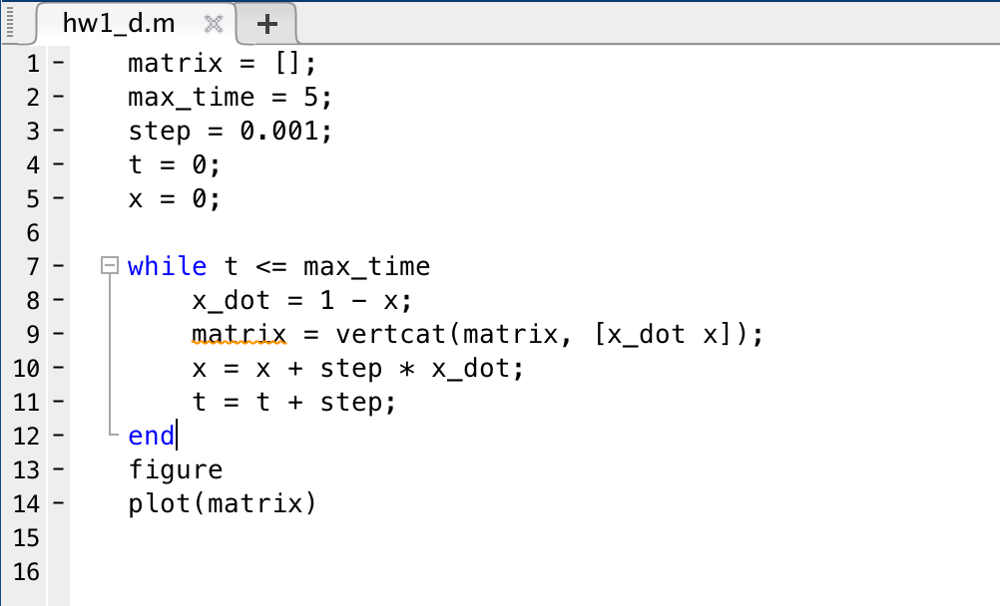 hw1_d.m
1 - matrix = [];
2 - max_time = 5;
3 - step = 0.001;
4 - t = 0;
5 - x = 0;
6
7 - while t <= max_time
8 - x_dot = 1 - x;
9 - matrix = vertcat(matrix, [x_dot x]);
10 - x = x + step * x_dot;
11 - t = t + step;
12 - end
13 - figure
14 - plot(matrix)
15
16